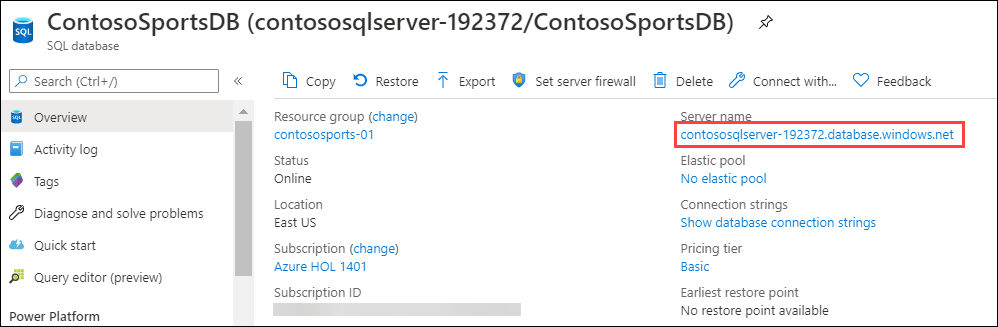 ContosoSportsDB (contososqlserver-192372/ContosoSportsDB)
SQL
SQL database
Search (Ctrl+/)
«
Copy
Restore
Export
Set server firewall
Delete
Connect with...
Feedback
Overview
Activity log
Tags
Diagnose and solve problems
Quick start
Query editor (preview)
Power Platform
Resource group (change)
contososports-01
Status
Online
Location
East US
Subscription (change)
Azure HOL 1401
Subscription ID
Server name
contososqlserver-192372.database.windows.net
Elastic pool
No elastic pool
Connection strings
Show database connection strings
Pricing tier
Basic
Earliest restore point
No restore point available